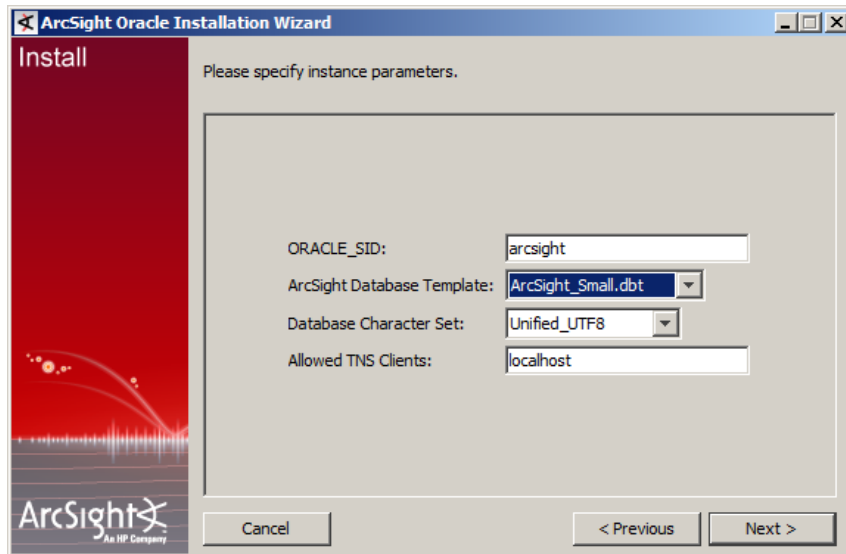 ArcSight Oracle Installation Wizard
Install
Please specify instance parameters.
ORACLE_SID: arcsight
ArcSight Database Template: ArcSight_Small.dbt
Database Character Set: Unified_UTF8
Allowed TNS Clients: localhost
ArcSight
An HP Company
Cancel < Previous Next >